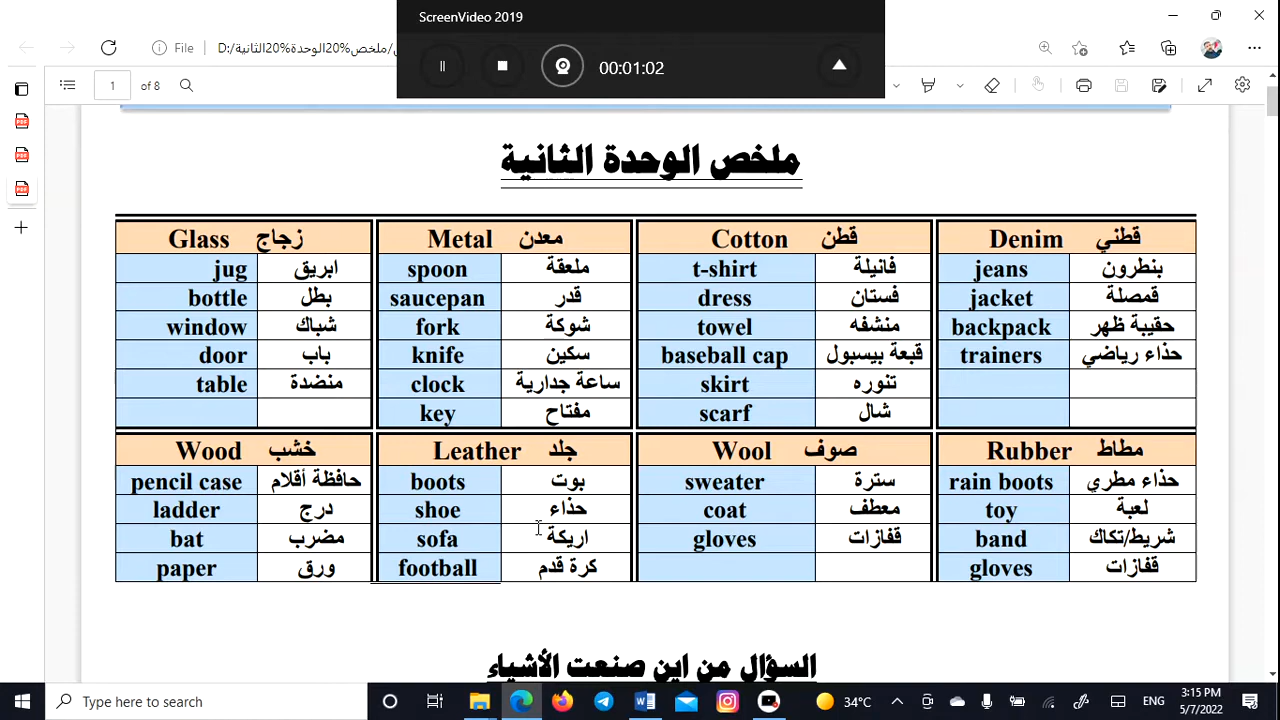 ScreenVideo 2019
00:01:02
File
D:/ملخص%20الوحدة%20الثانية/
1 of 8
ملخص الوحدة الثانية
Glass زجاج Metal معدن Cotton قطن Denim قطني
jug ابريق spoon ملعقة t-shirt فانيلة jeans بنطرون
bottle بطل saucepan قدر dress فستان jacket قمصلة
window شباك fork شوكة towel منشفه backpack حقيبة ظهر
door باب knife سكين baseball cap قبعة بيسبول trainers حذاء رياضي
table منضدة clock ساعة جدارية skirt تنوره
key مفتاح scarf شال
Wood خشب Leather جلد Wool صوف Rubber مطاط
pencil case حافظة أقلام boots بوت sweater سترة rain boots حذاء مطري
ladder درج shoe حذاء coat معطف toy لعبة
bat مضرب sofa اريكة gloves قفازات band شريط/تكاك
paper ورق football كرة قدم gloves قفازات
السؤال من اين صنعت الأشياء
Type here to search
34°C
ENG
3:15 PM
5/7/2022